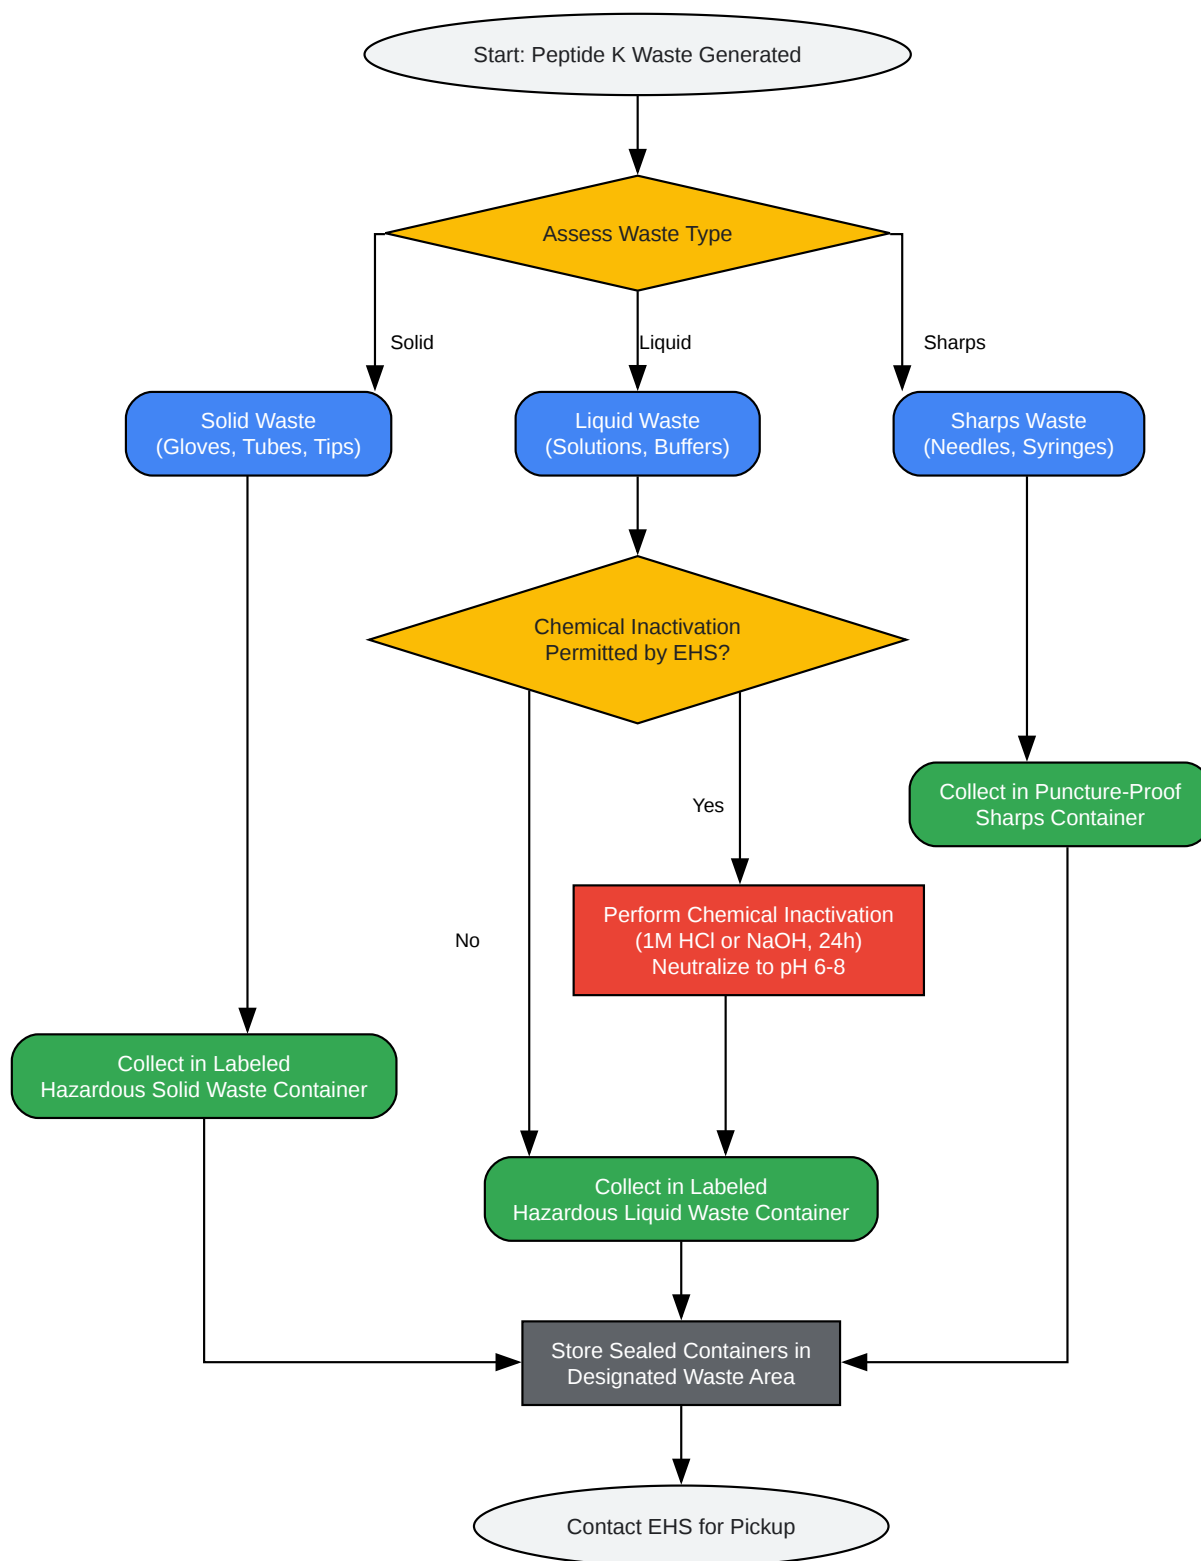 Start: Peptide K Waste Generated
Assess Waste Type
Solid
Liquid
Sharps
Solid Waste
(Gloves, Tubes, Tips)
Liquid Waste
(Solutions, Buffers)
Sharps Waste
(Needles, Syringes)
Chemical Inactivation
Permitted by EHS?
Collect in Puncture-Proof
Sharps Container
Yes
No
Perform Chemical Inactivation
(1M HCl or NaOH, 24h)
Neutralize to pH 6-8
Collect in Labeled
Hazardous Solid Waste Container
Collect in Labeled
Hazardous Liquid Waste Container
Store Sealed Containers in
Designated Waste Area
Contact EHS for Pickup